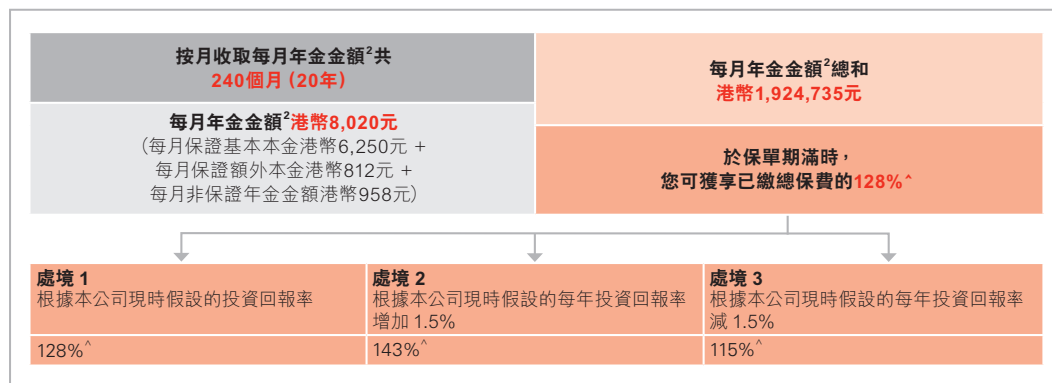 按月收取每月年金金額²共
240個月（20年）
每月年金金額²港幣8,020元
（每月保證基本本金港幣6,250元 +
每月保證額外本金港幣812元 +
每月非保證年金金額港幣958元）
每月年金金額²總和
港幣1,924,735元
於保單期滿時，
您可獲享已繳總保費的128%^
處境 1
根據本公司現時假設的投資回報率
128%^
處境 2
根據本公司現時假設的每年投資回報率
增加 1.5%
143%^
處境 3
根據本公司現時假設的每年投資回報率
減 1.5%
115%^